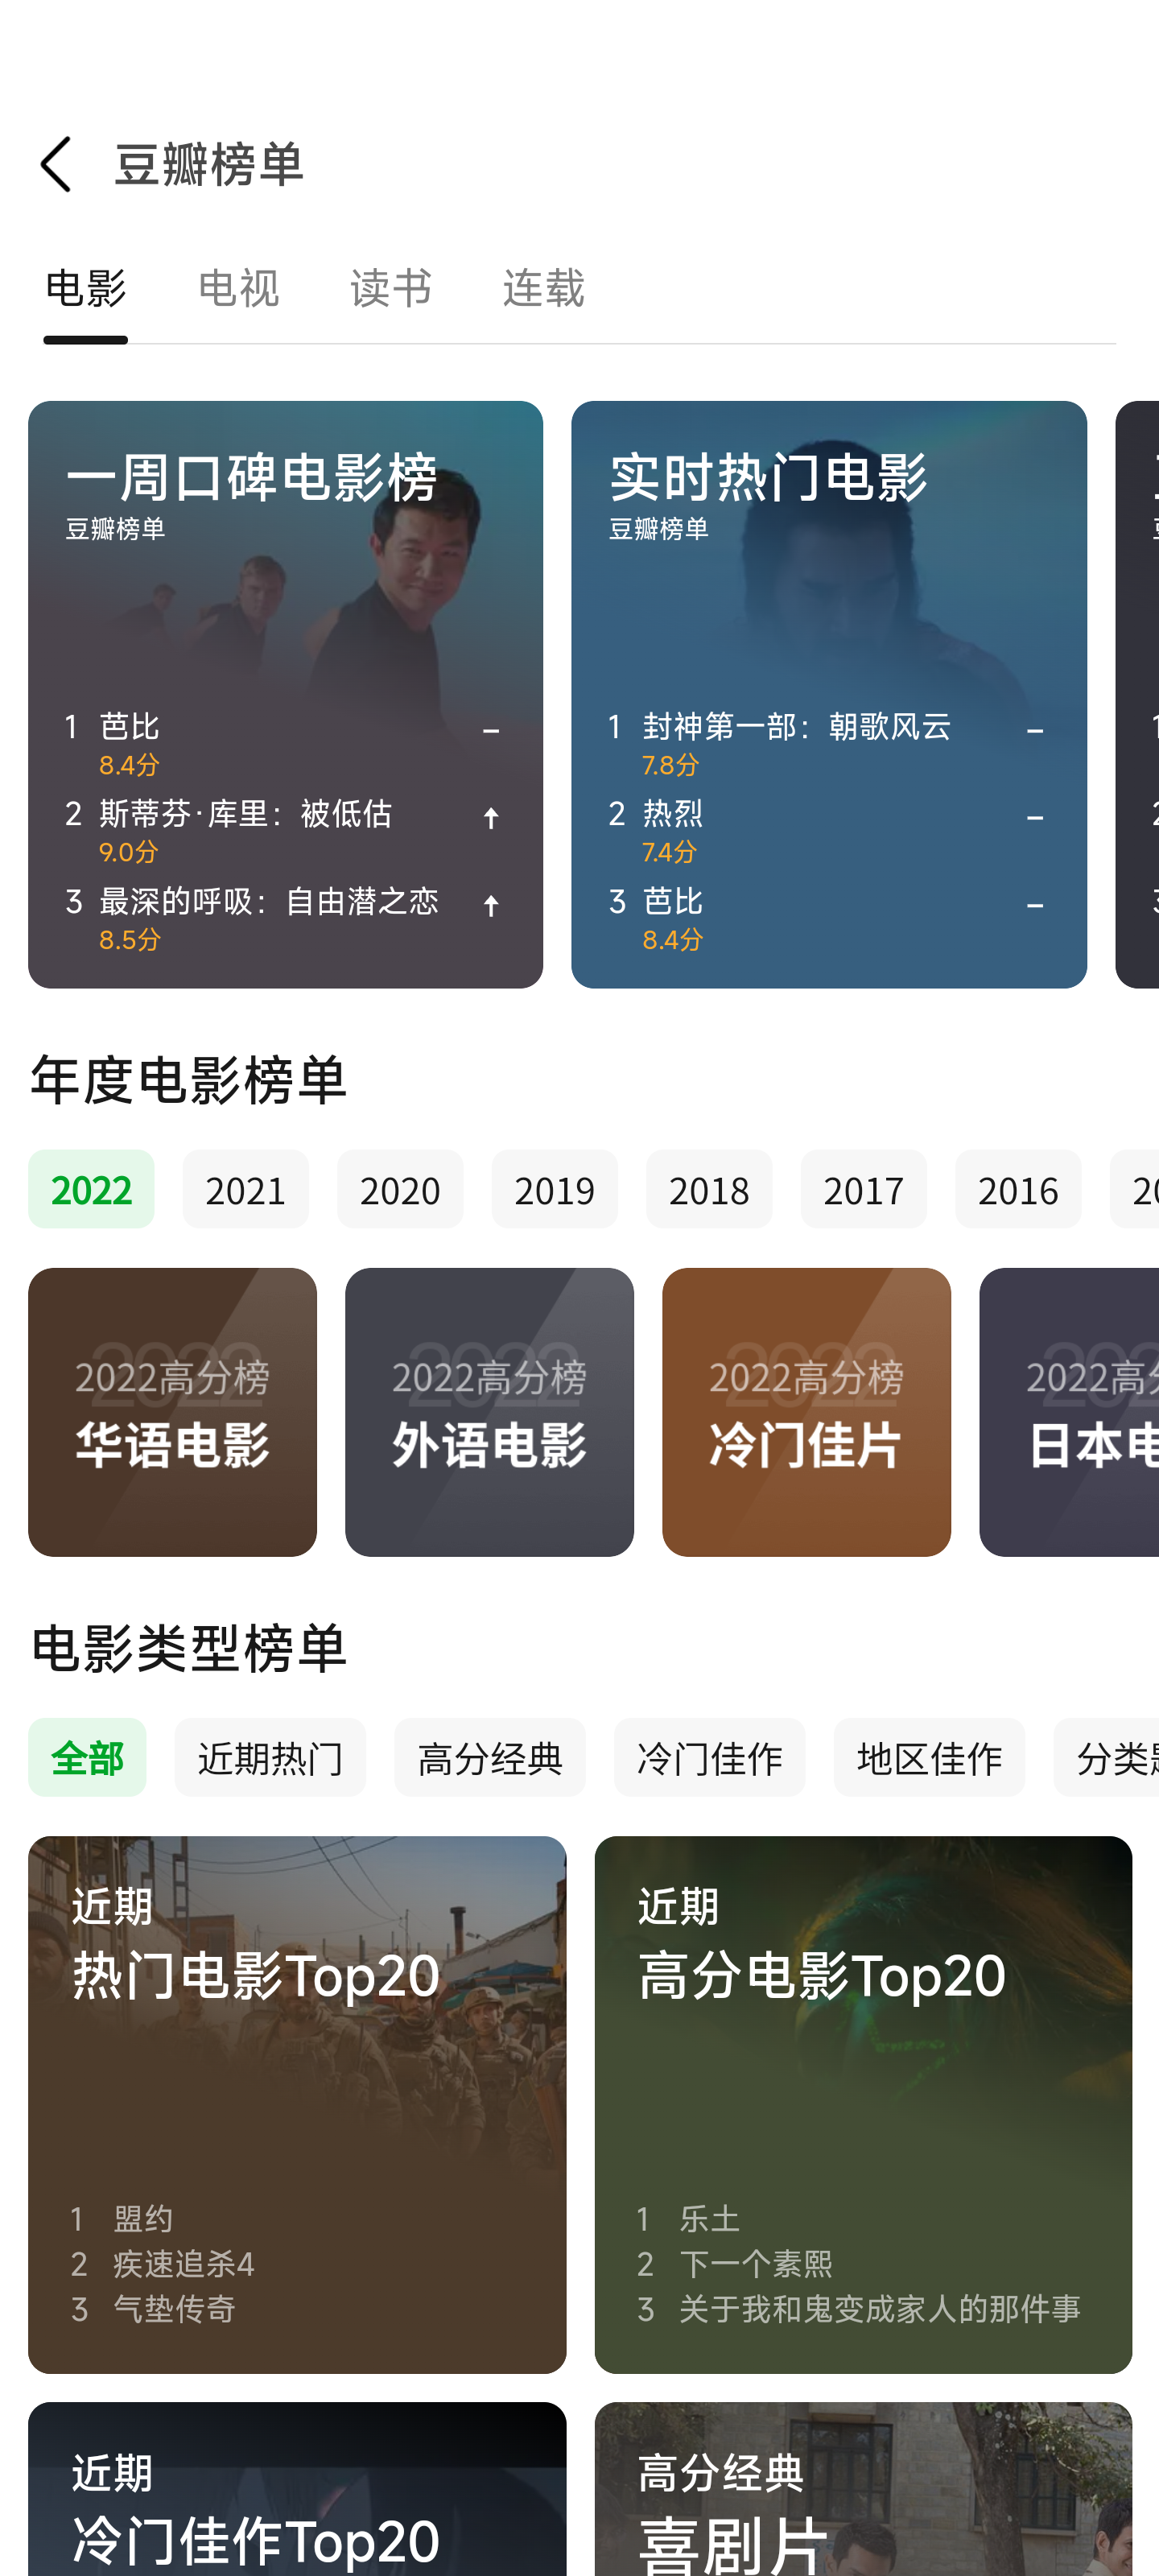 豆瓣榜单
电影 电视 读书 连载
一周口碑电影榜
豆瓣榜单
1 芭比 –
8.4分
2 斯蒂芬·库里：被低估 ↑
9.0分
3 最深的呼吸：自由潜之恋 ↑
8.5分
实时热门电影
豆瓣榜单
1 封神第一部：朝歌风云 –
7.8分
2 热烈 –
7.4分
3 芭比 –
8.4分
年度电影榜单
2022 2021 2020 2019 2018 2017 2016
2022
2022高分榜
华语电影
2022
2022高分榜
外语电影
2022
2022高分榜
冷门佳片
2022高分
日本电
电影类型榜单
全部 近期热门 高分经典 冷门佳作 地区佳作 分类
近期
热门电影Top20
1 盟约
2 疾速追杀4
3 气垫传奇
近期
高分电影Top20
1 乐土
2 下一个素熙
3 关于我和鬼变成家人的那件事
近期
冷门佳作Top20
高分经典
喜剧片